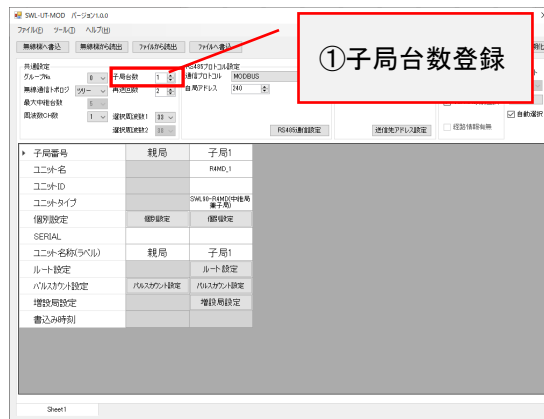 SWL-UT-MOD バージョン1.0.0
ファイル(F) ツール(T) ヘルプ(H)
無線機へ書込 無線機から読出 ファイルから読出 ファイルへ書込
①子局台数登録
共通設定 RS485プロトコル設定
グループNo. 0 子局台数 1 通信プロトコル MODBUS
無線通信トポロジ ツリー 再送回数 2 自局アドレス 240
最大中継台数 5
周波数CH数 1 選択周波数1 33
選択周波数2 33
RS485通信設定 送信先アドレス設定 経路情報有無 自動選択
子局番号 親局 子局1
ユニット名 R4MD_1
ユニットID
ユニットタイプ SWL90-R4MD(中継局兼子局)
個別設定 個別設定 個別設定
SERIAL
ユニット名称(ラベル) 親局 子局1
ルート設定 ルート設定
パルスカウント設定 パルスカウント設定 パルスカウント設定
増設局設定 増設局設定
書込み時刻
Sheet1